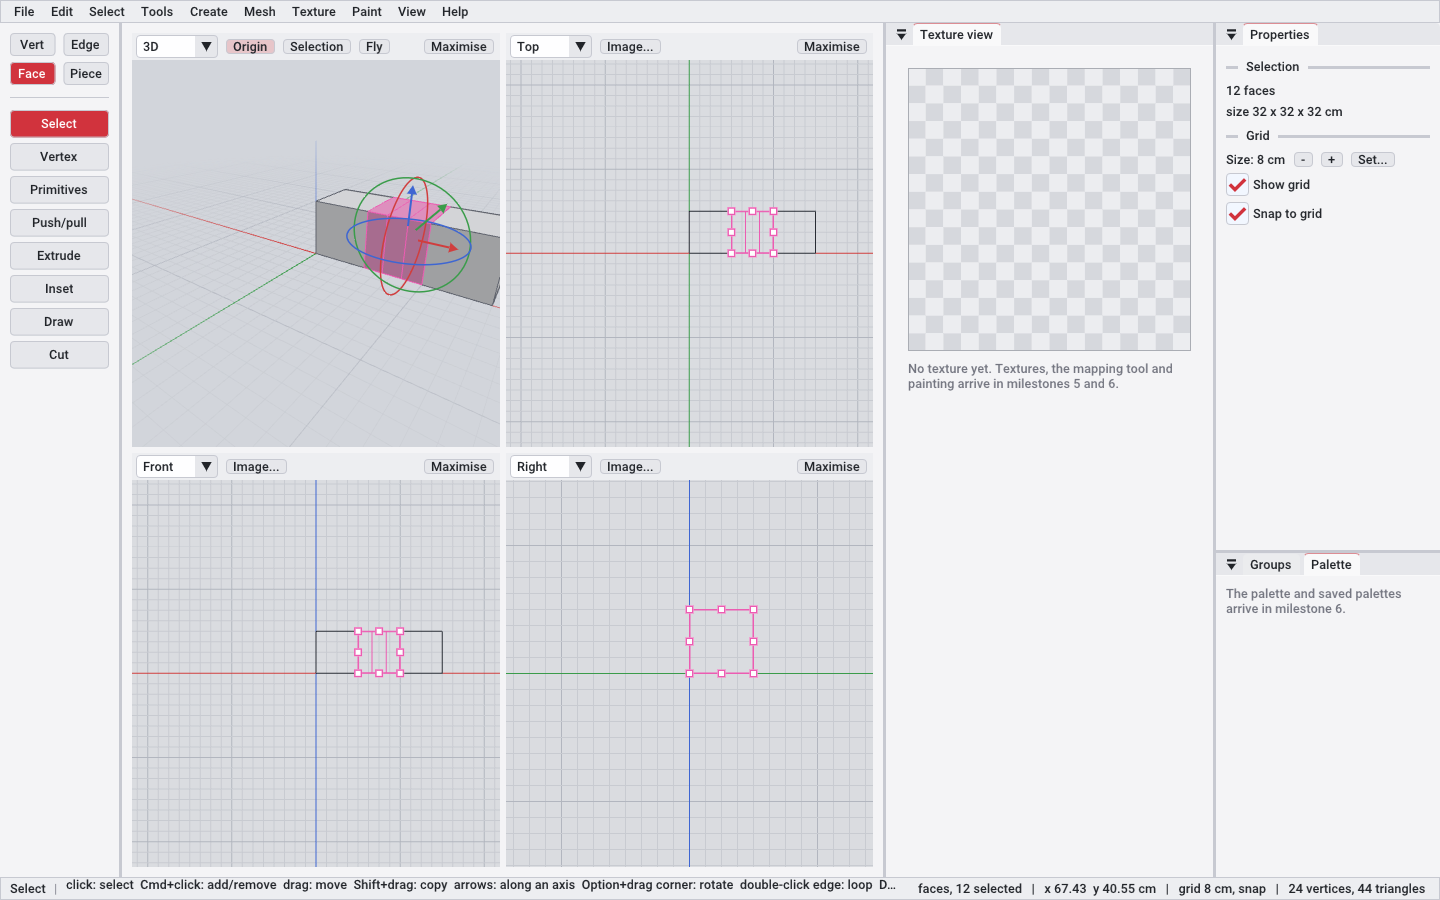 File Edit Select Tools Create Mesh Texture Paint View Help
Vert Edge
Face Piece
Select
Vertex
Primitives
Push/pull
Extrude
Inset
Draw
Cut
3D Origin Selection Fly Maximise
Top Image... Maximise
Front Image... Maximise
Right Image... Maximise
Texture view
No texture yet. Textures, the mapping tool and
painting arrive in milestones 5 and 6.
Properties
Selection
12 faces
size 32 x 32 x 32 cm
Grid
Size: 8 cm - + Set...
Show grid
Snap to grid
Groups Palette
The palette and saved palettes
arrive in milestone 6.
Select | click: select Cmd+click: add/remove drag: move Shift+drag: copy arrows: along an axis Option+drag corner: rotate double-click edge: loop D... faces, 12 selected | x 67.43 y 40.55 cm | grid 8 cm, snap | 24 vertices, 44 triangles